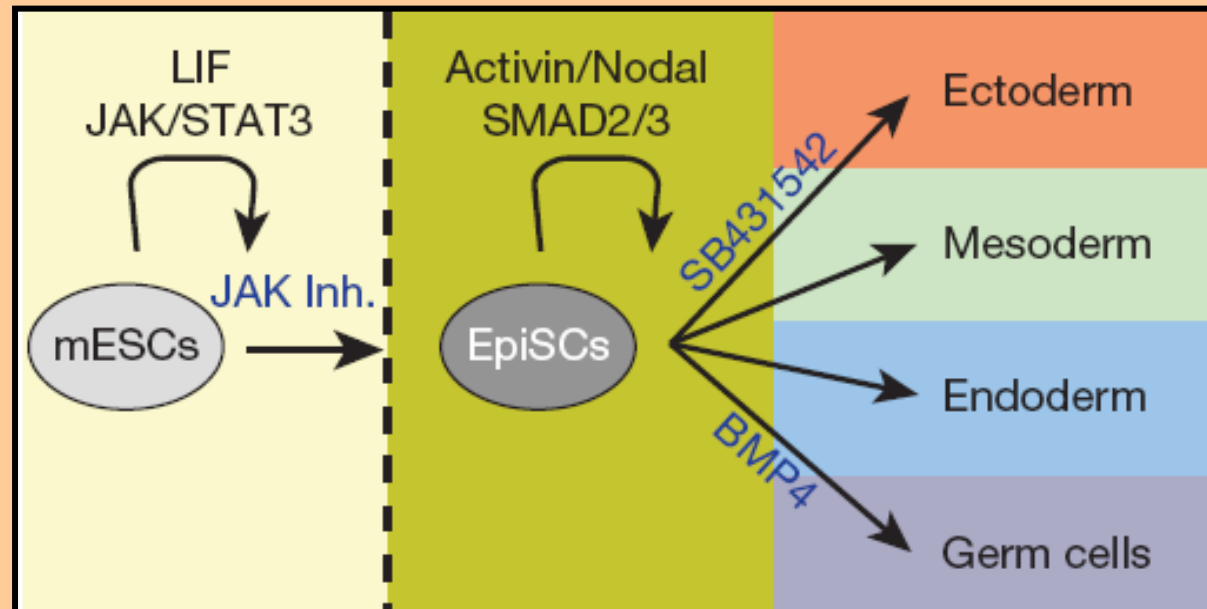 LIF
JAK/STAT3
JAK Inh.
mESCs
Activin/Nodal
SMAD2/3
EpiSCs
SB431542
BMP4
Ectoderm
Mesoderm
Endoderm
Germ cells